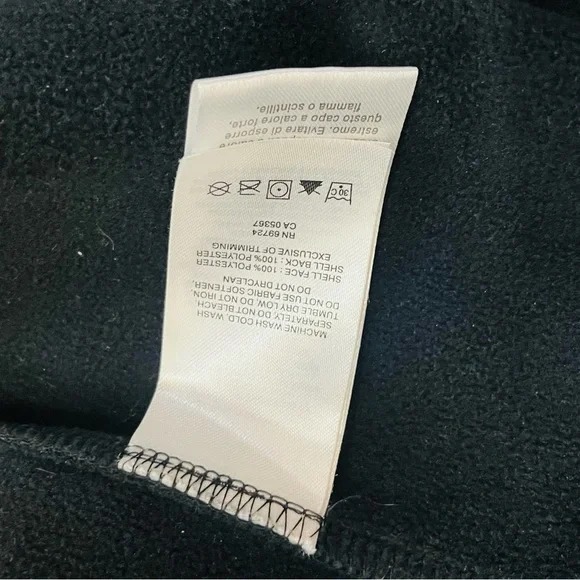 MACHINE WASH COLD, WASH
SEPARATELY. DO NOT BLEACH,
TUMBLE DRY LOW, DO NOT IRON,
DO NOT USE FABRIC SOFTENER,
DO NOT DRYCLEAN
SHELL FACE : 100% POLYESTER
SHELL BACK : 100% POLYESTER
EXCLUSIVE OF TRIMMING
RN 69724
CA 05367
30 C
a calore
estremo. Evitare di esporre
questo capo a calore forte,
fiamma o scintille.